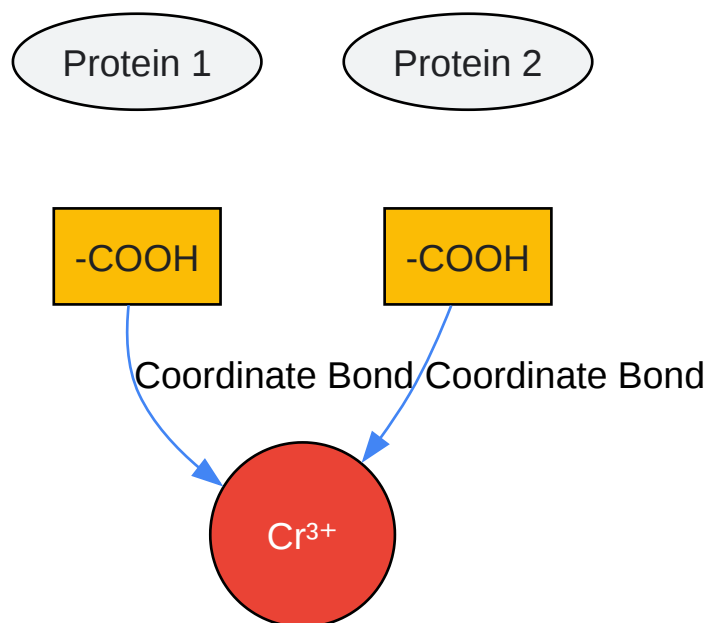 Protein 1
Protein 2
-COOH
-COOH
Coordinate Bond
Coordinate Bond
Cr³⁺